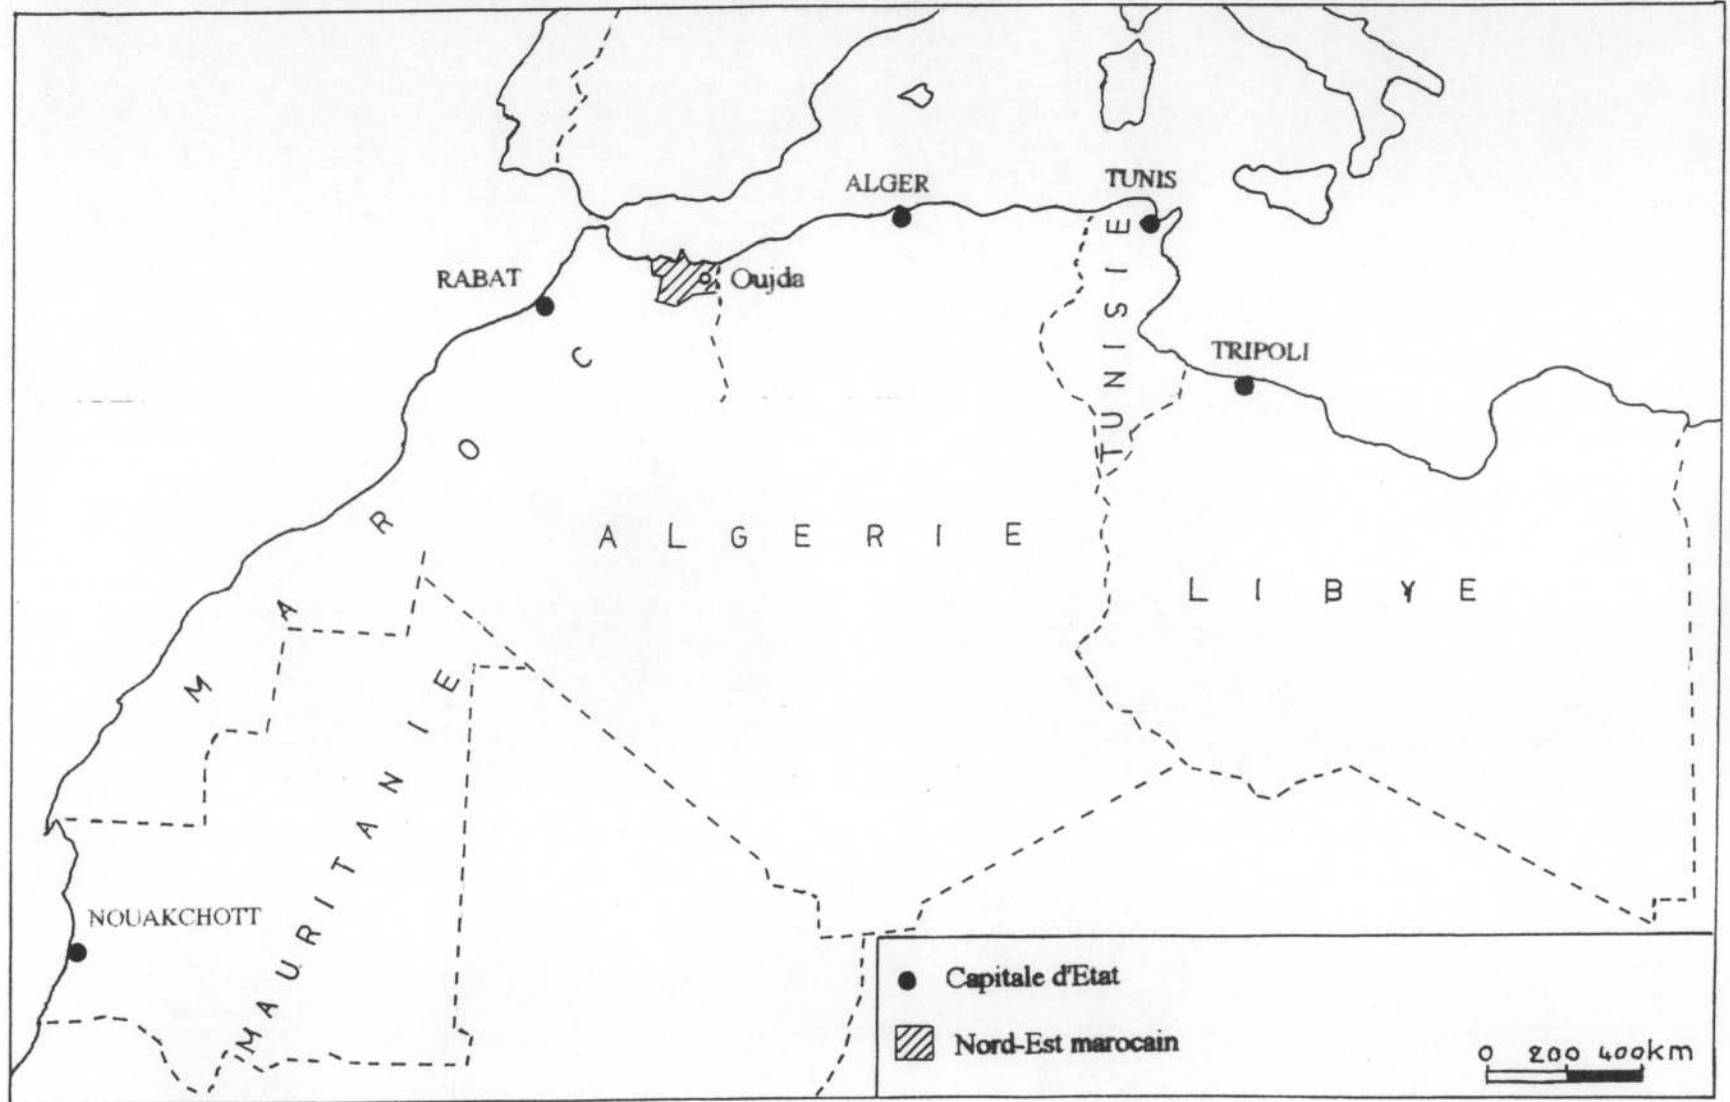 ALGER
TUNIS
RABAT
Oujda
TRIPOLI
MAROC
ALGERIE
TUNISIE
LIBYE
MAURITANIE
NOUAKCHOTT
Capitale d'Etat
Nord-Est marocain
0 200 400km